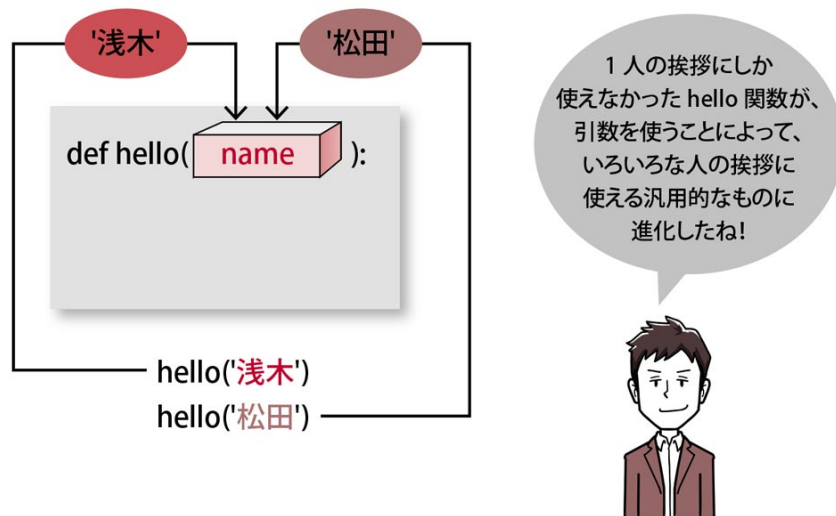 '浅木'
'松田'
def hello( name ):
hello('浅木')
hello('松田')
1 人の挨拶にしか
使えなかった hello 関数が、
引数を使うことによって、
いろいろな人の挨拶に
使える汎用的なものに
進化したね!